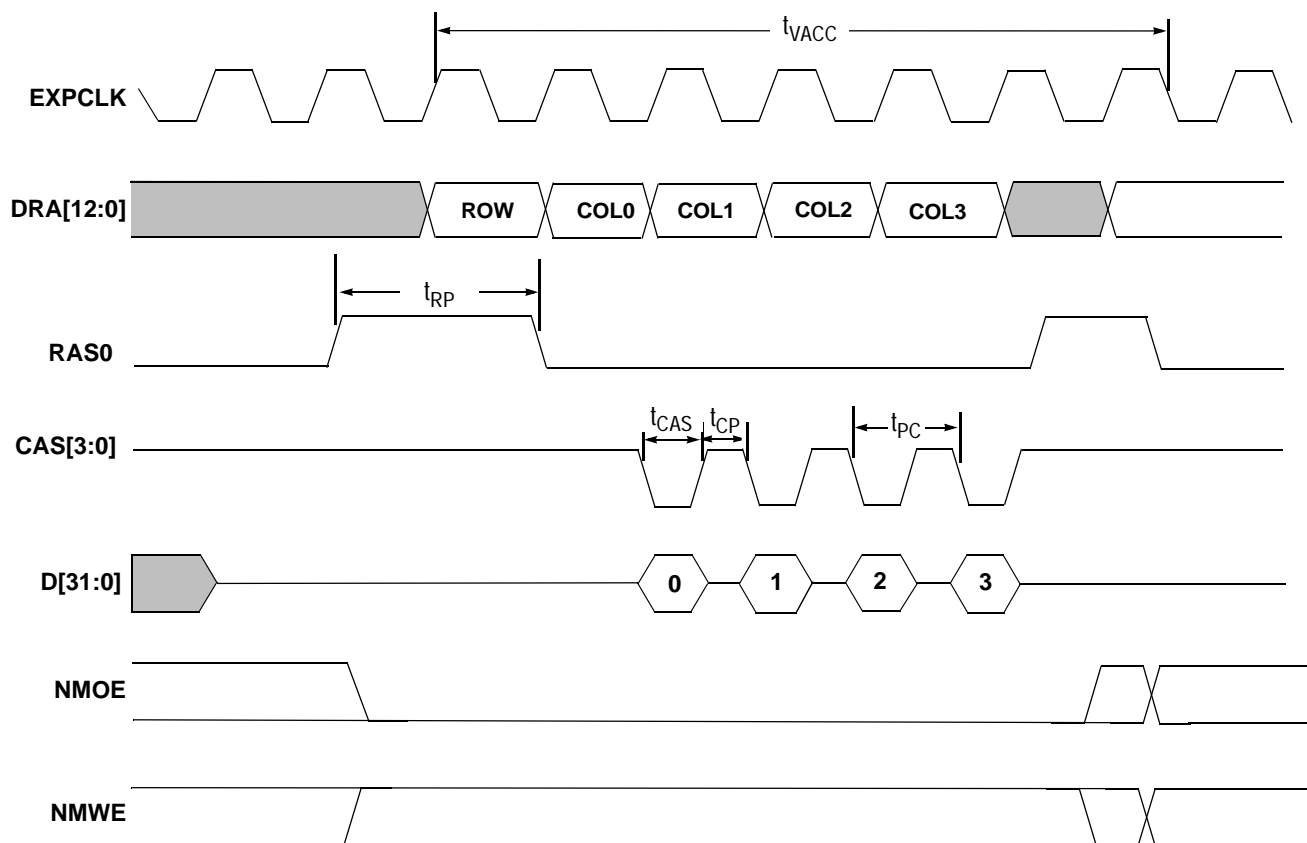 tVACC
EXPCLK
DRA[12:0] ROW COL0 COL1 COL2 COL3
tRP
RAS0
CAS[3:0] tCAS tCP tPC
D[31:0] 0 1 2 3
NMOE
NMWE